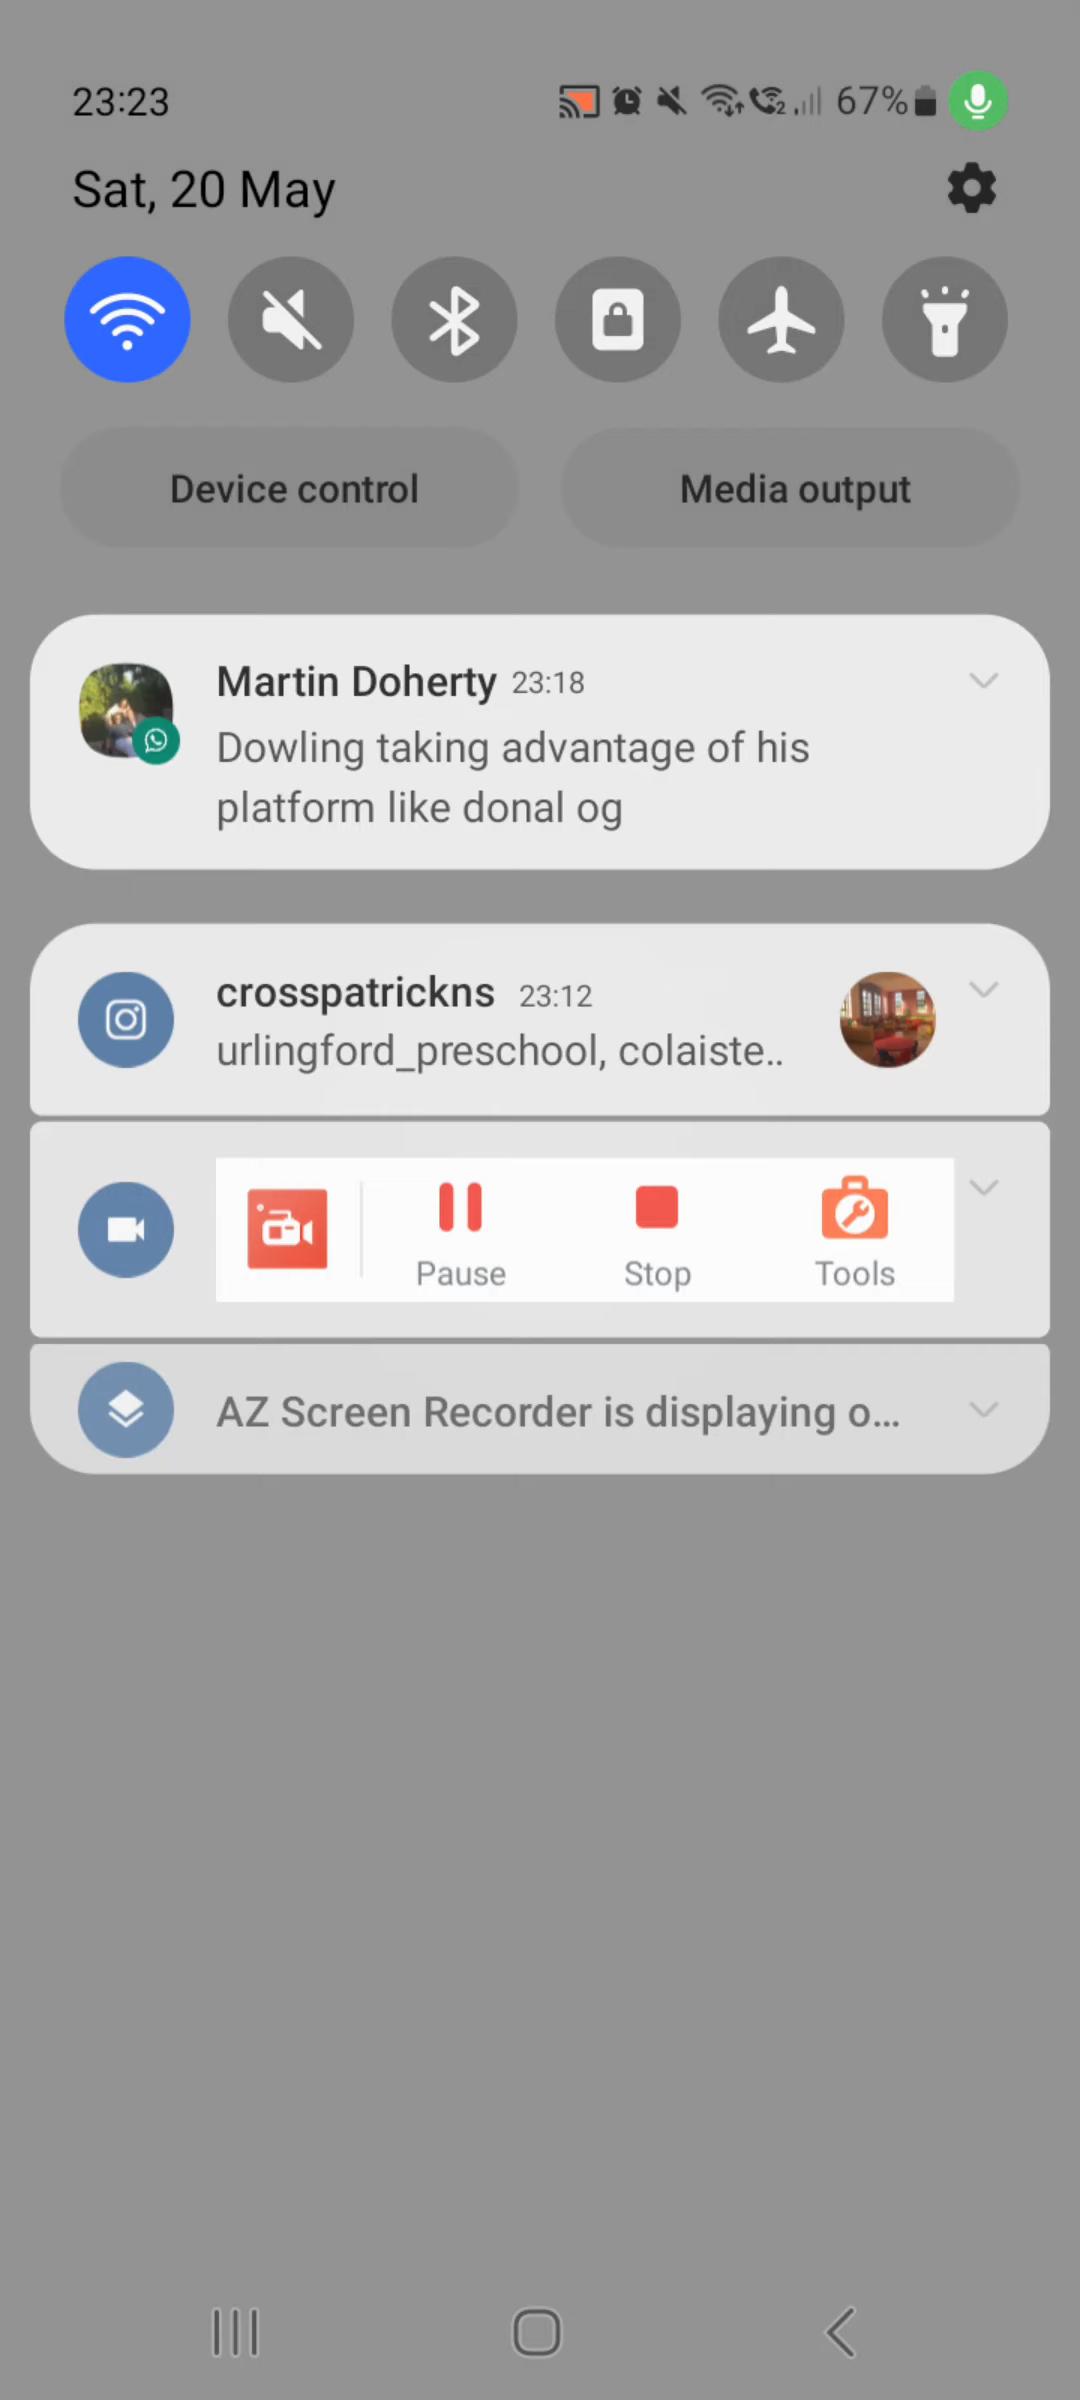 23:23
67%
Sat, 20 May
Device control
Media output
Martin Doherty 23:18
Dowling taking advantage of his
platform like donal og
crosspatrickns 23:12
urlingford_preschool, colaiste..
Pause
Stop
Tools
AZ Screen Recorder is displaying o...